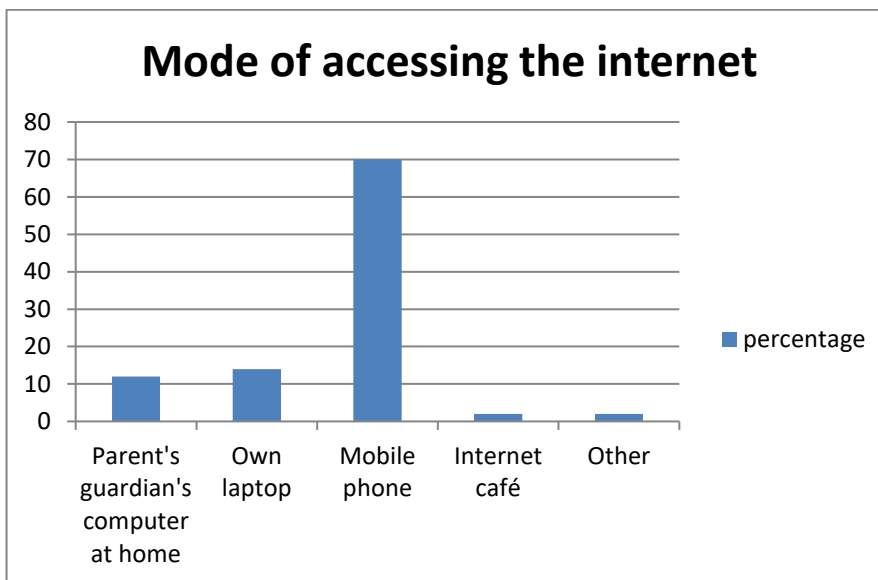 Mode of accessing the internet
80
70
60
50
40
30
20
10
0
Parent's
guardian's
computer
at home
Own
laptop
Mobile
phone
Internet
café
Other
percentage